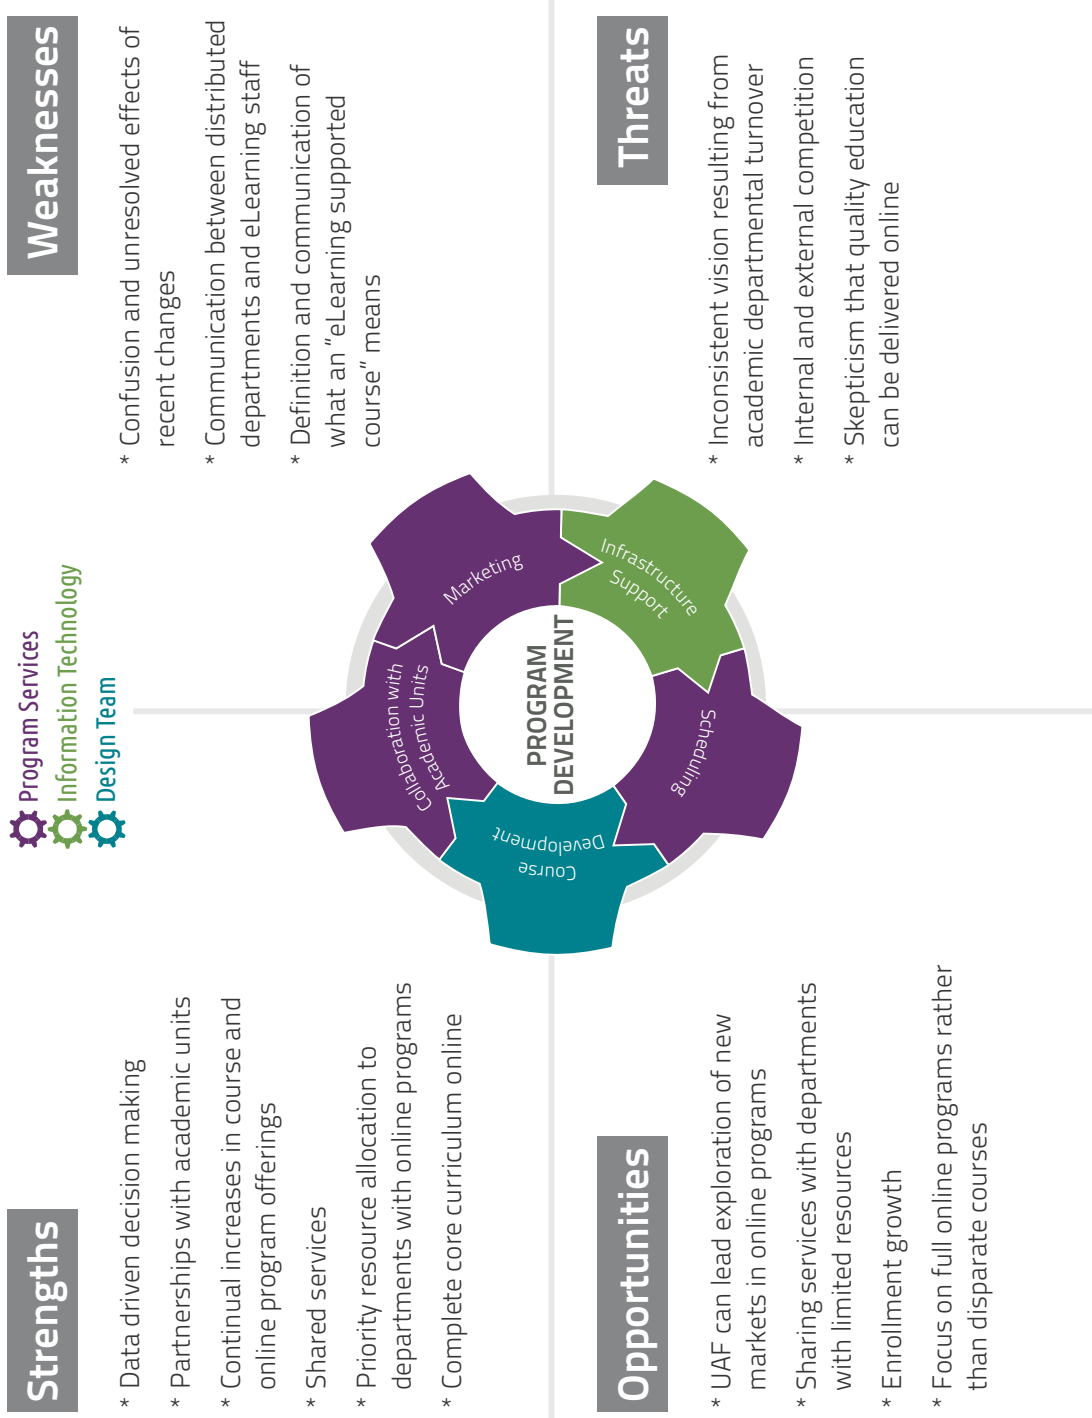 Strengths
* Data driven decision making
* Partnerships with academic units
* Continual increases in course and
online program offerings
* Shared services
* Priority resource allocation to
departments with online programs
* Complete core curriculum online
Program Services
Information Technology
Design Team
Weaknesses
* Confusion and unresolved effects of
recent changes
* Communication between distributed
departments and eLearning staff
* Definition and communication of
what an “eLearning supported
course” means
PROGRAM
DEVELOPMENT
Collaboration with
Academic Units
Marketing
Infrastructure
Support
Scheduling
Course
Development
Opportunities
* UAF can lead exploration of new
markets in online programs
* Sharing services with departments
with limited resources
* Enrollment growth
* Focus on full online programs rather
than disparate courses
Threats
* Inconsistent vision resulting from
academic departmental turnover
* Internal and external competition
* Skepticism that quality education
can be delivered online